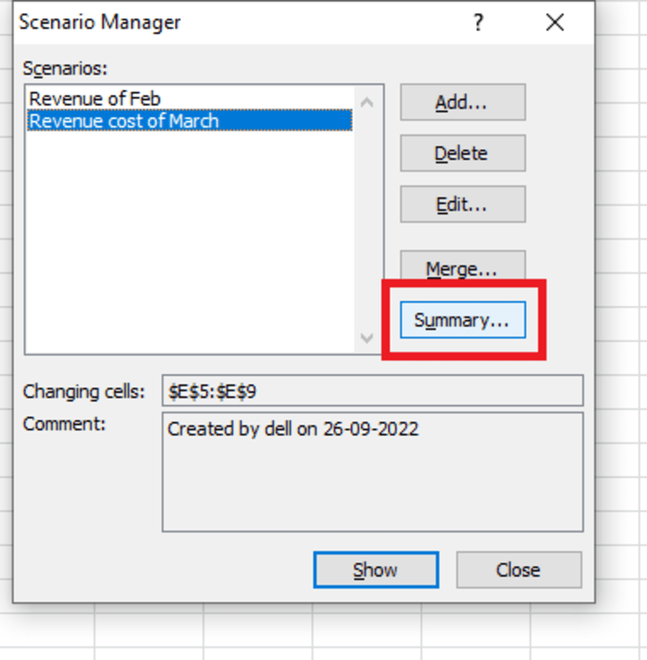 Scenario Manager ?
Scenarios:
Revenue of Feb
Revenue cost of March
Add...
Delete
Edit...
Merge...
Summary...
Changing cells: $E$5:$E$9
Comment: Created by dell on 26-09-2022
Show Close